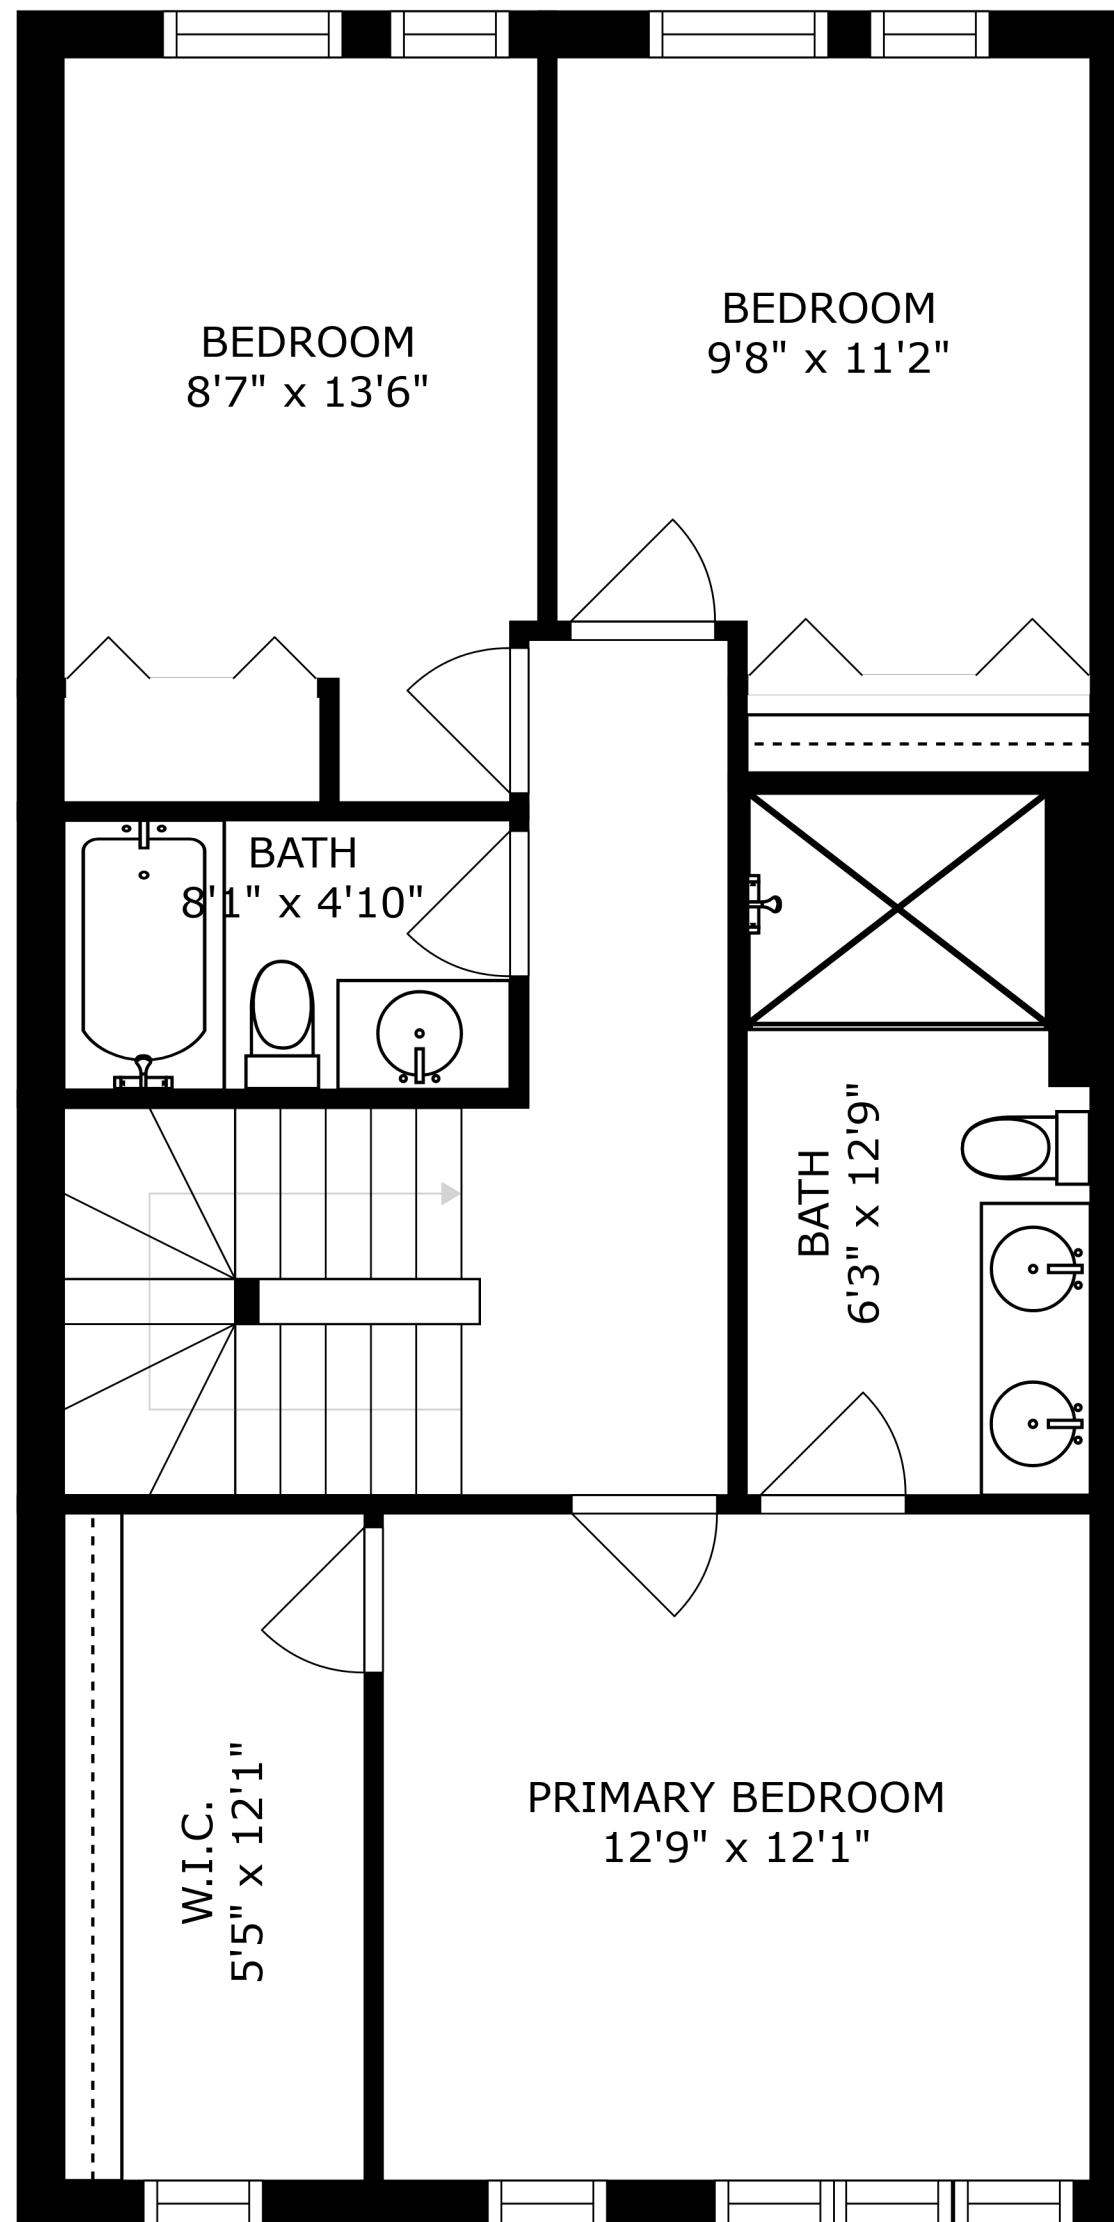 BEDROOM
8'7" x 13'6"
BEDROOM
9'8" x 11'2"
BATH
8'1" x 4'10"
BATH
6'3" x 12'9"
W.I.C.
5'5" x 12'1"
PRIMARY BEDROOM
12'9" x 12'1"